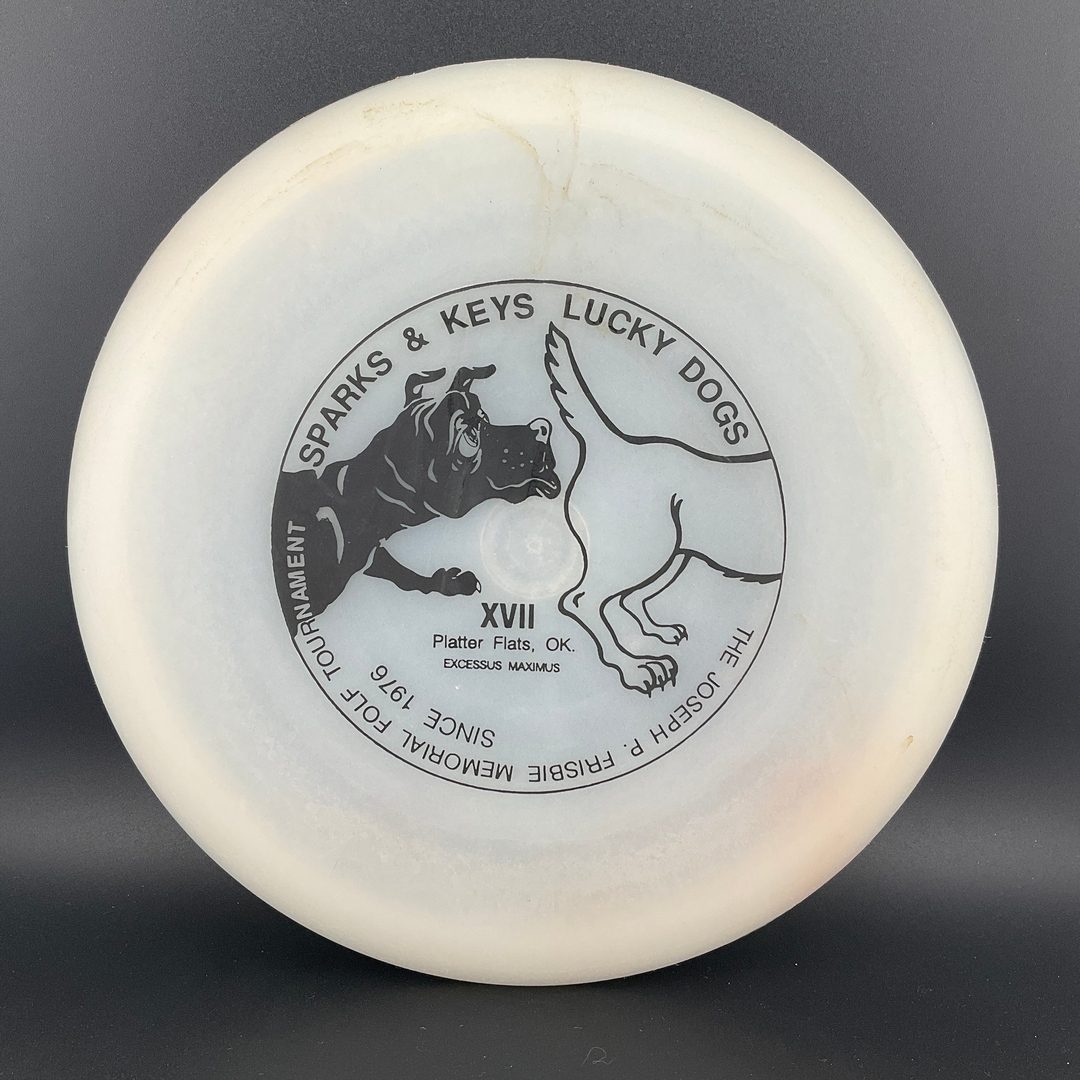 SPARKS & KEYS LUCKY DOGS
XVII
Platter Flats, OK.
EXCESSUS MAXIMUS
THE JOSEPH P. FRISBIE MEMORIAL FOLF TOURNAMENT
SINCE 1976